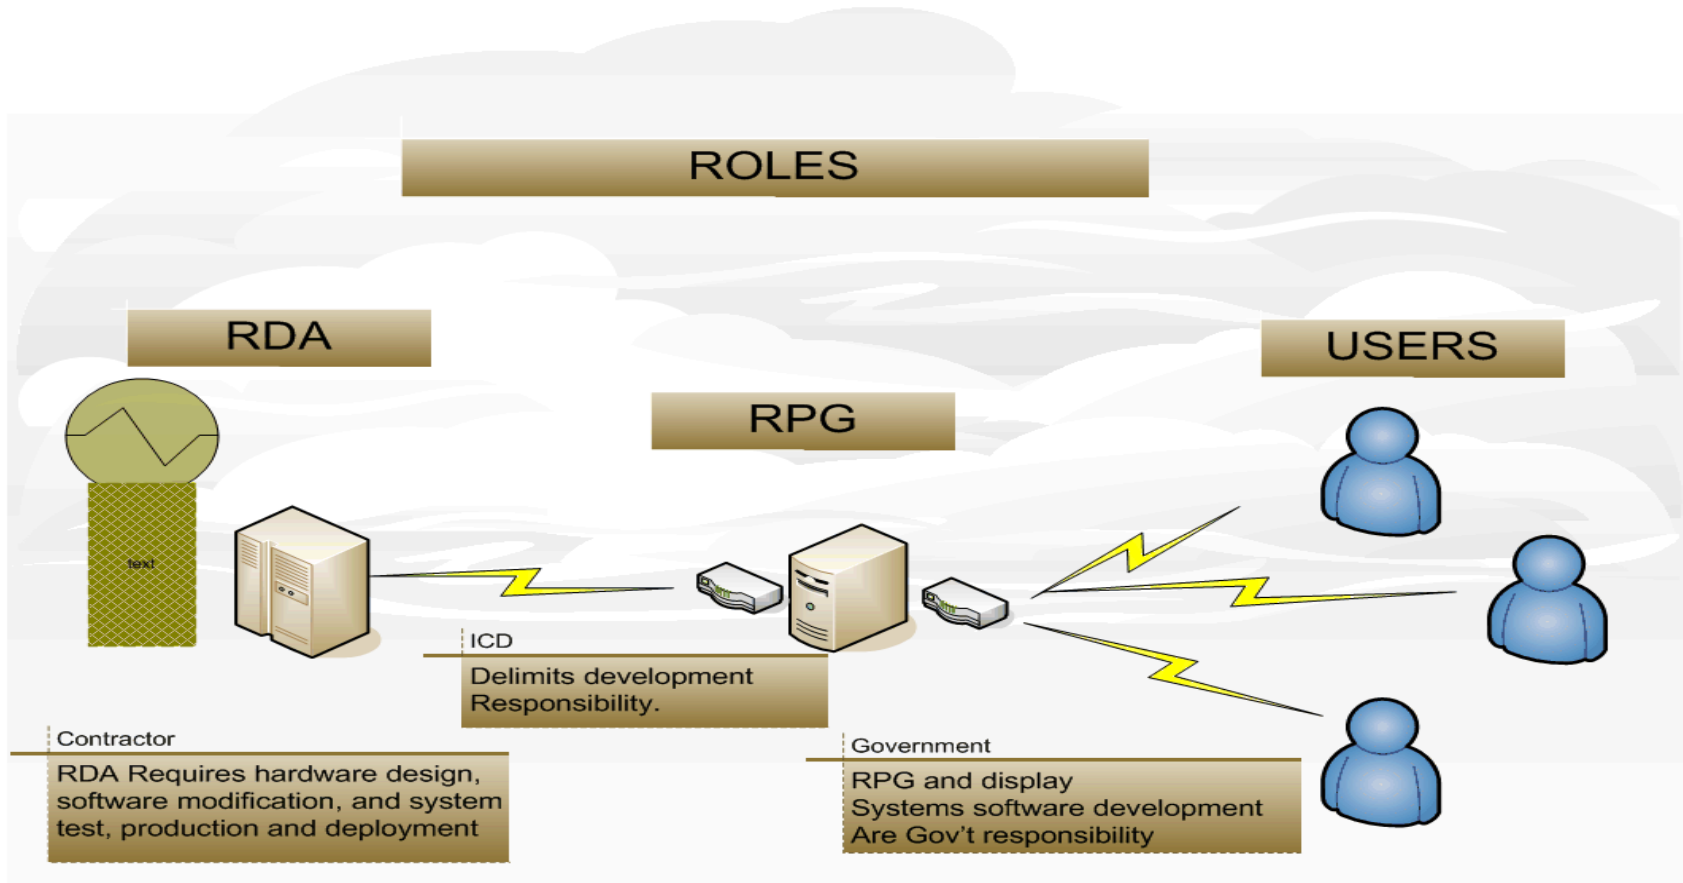 ROLES
RDA
USERS
RPG
text
ICD
Delimits development
Responsibility.
Contractor
RDA Requires hardware design,
software modification, and system
test, production and deployment
Government
RPG and display
Systems software development
Are Gov't responsibility